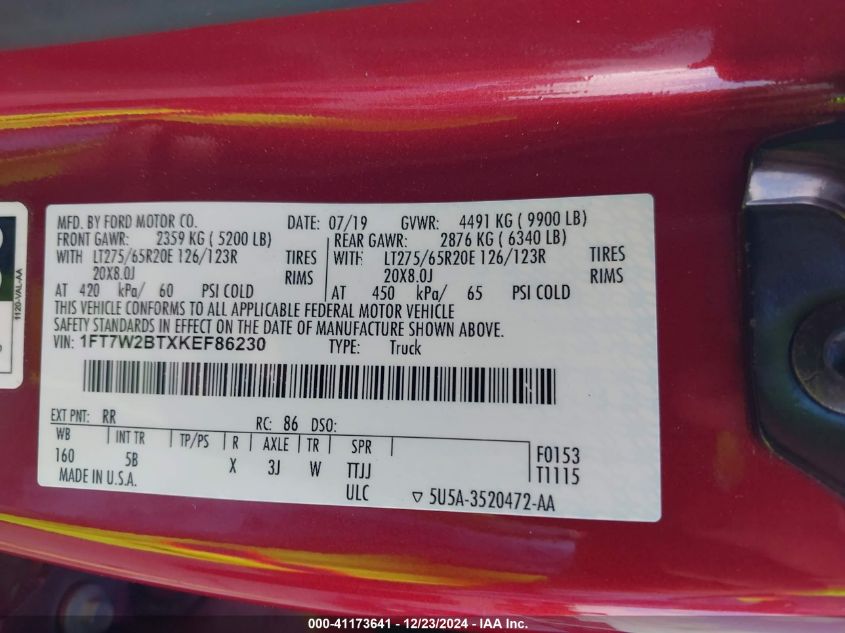 MFD. BY FORD MOTOR CO. DATE: 07/19 GVWR: 4491 KG ( 9900 LB)
FRONT GAWR: 2359 KG ( 5200 LB) REAR GAWR: 2876 KG ( 6340 LB)
WITH LT275/65R20E 126/123R TIRES WITH LT275/65R20E 126/123R TIRES
20X8.0J RIMS 20X8.0J RIMS
AT 420 kPa/ 60 PSI COLD AT 450 kPa/ 65 PSI COLD
THIS VEHICLE CONFORMS TO ALL APPLICABLE FEDERAL MOTOR VEHICLE
SAFETY STANDARDS IN EFFECT ON THE DATE OF MANUFACTURE SHOWN ABOVE.
VIN: 1FT7W2BTXKEF86230 TYPE: Truck
EXT PNT: RR RC: 86 DSO:
WB INT TR TP/PS R AXLE TR SPR F0153
160 5B X 3J W TTJJ T1115
MADE IN U.S.A. ULC 5U5A-3520472-AA
1120-VAL-AA
000-41173641 - 12/23/2024 - IAA, Inc.